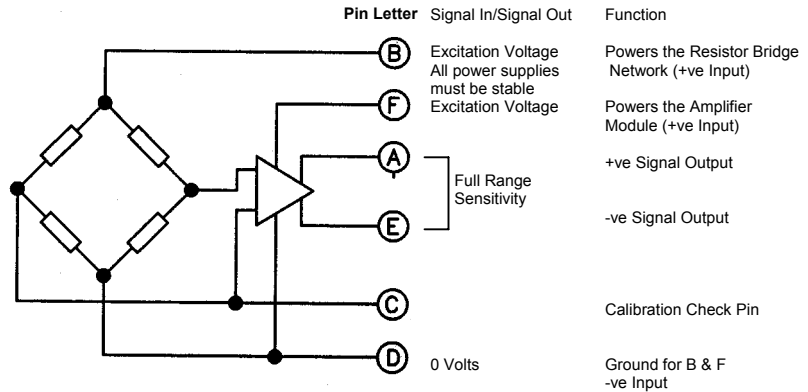 Pin Letter Signal In/Signal Out Function
B Excitation Voltage Powers the Resistor Bridge
All power supplies Network (+ve Input)
must be stable
F Excitation Voltage Powers the Amplifier
Module (+ve Input)
A +ve Signal Output
Full Range
Sensitivity
E -ve Signal Output
C Calibration Check Pin
D 0 Volts Ground for B & F
-ve Input